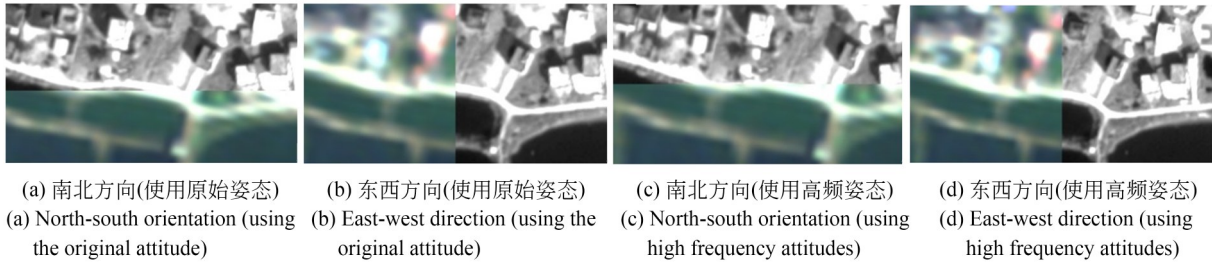 (a) 南北方向(使用原始姿态)
(a) North-south orientation (using
the original attitude)
(b) 东西方向(使用原始姿态)
(b) East-west direction (using the
original attitude)
(c) 南北方向(使用高频姿态)
(c) North-south orientation (using
high frequency attitudes)
(d) 东西方向(使用高频姿态)
(d) East-west direction (using
high frequency attitudes)